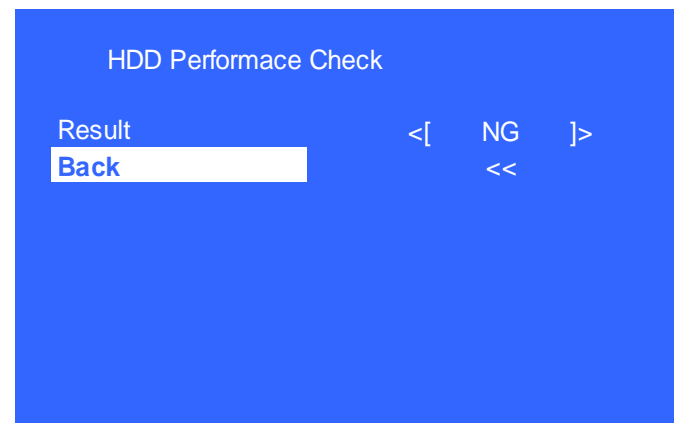 HDD Performace Check
Result <[ NG ]>
Back <<